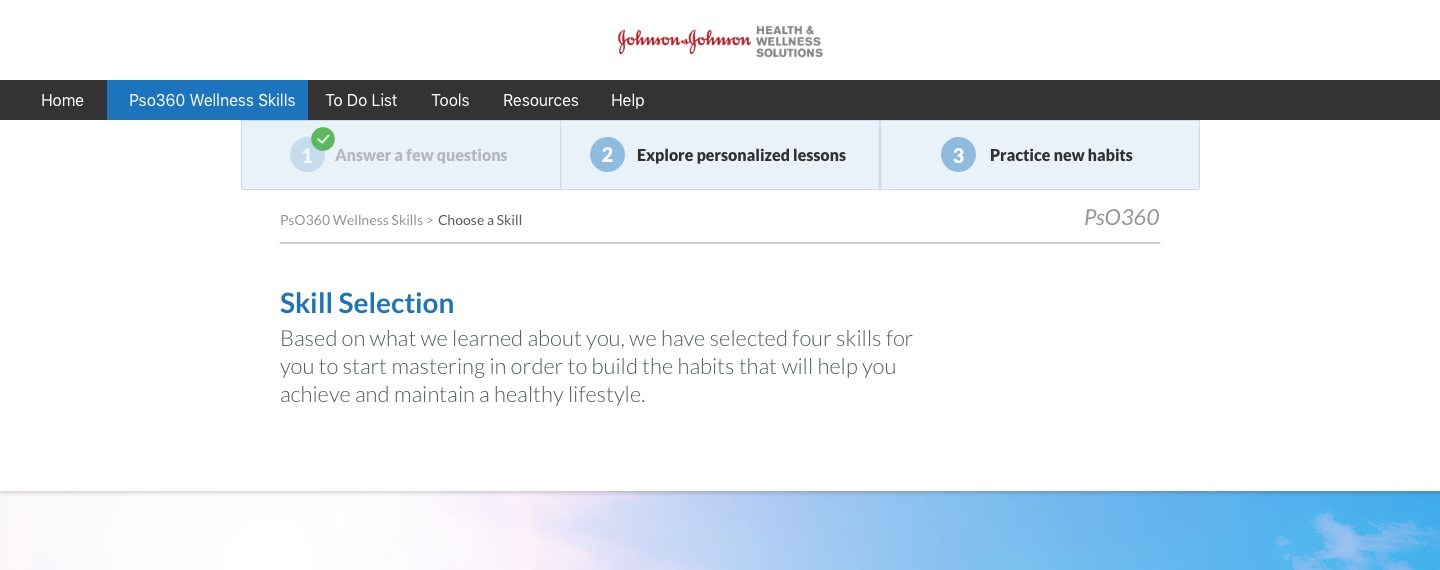 Johnson & Johnson HEALTH &
WELLNESS
SOLUTIONS
Home Pso360 Wellness Skills To Do List Tools Resources Help
1 Answer a few questions 2 Explore personalized lessons 3 Practice new habits
PsO360 Wellness Skills > Choose a Skill PsO360
Skill Selection
Based on what we learned about you, we have selected four skills for
you to start mastering in order to build the habits that will help you
achieve and maintain a healthy lifestyle.